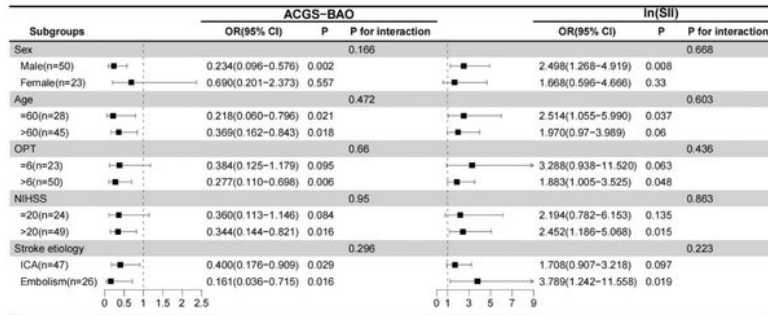 ACGS−BAO ln(SII)
Subgroups OR(95% CI) P P for interaction OR(95% CI) P P for interaction
Sex 0.166 0.668
Male(n=50) 0.234(0.096−0.576) 0.002 2.498(1.268−4.919) 0.008
Female(n=23) 0.690(0.201−2.373) 0.557 1.668(0.596−4.666) 0.33
Age 0.472 0.603
=60(n=28) 0.218(0.060−0.796) 0.021 2.514(1.055−5.990) 0.037
>60(n=45) 0.369(0.162−0.843) 0.018 1.970(0.97−3.989) 0.06
OPT 0.66 0.436
=6(n=23) 0.384(0.125−1.179) 0.095 3.288(0.938−11.520) 0.063
>6(n=50) 0.277(0.110−0.698) 0.006 1.883(1.005−3.525) 0.048
NIHSS 0.95 0.863
=20(n=24) 0.360(0.113−1.146) 0.084 2.194(0.782−6.153) 0.135
>20(n=49) 0.344(0.144−0.821) 0.016 2.452(1.186−5.068) 0.015
Stroke etiology 0.296 0.223
ICA(n=47) 0.400(0.176−0.909) 0.029 1.708(0.907−3.218) 0.097
Embolism(n=26) 0.161(0.036−0.715) 0.016 3.789(1.242−11.558) 0.019
0 0.5 1 1.5 2 2.5 0 1 3 5 7 9